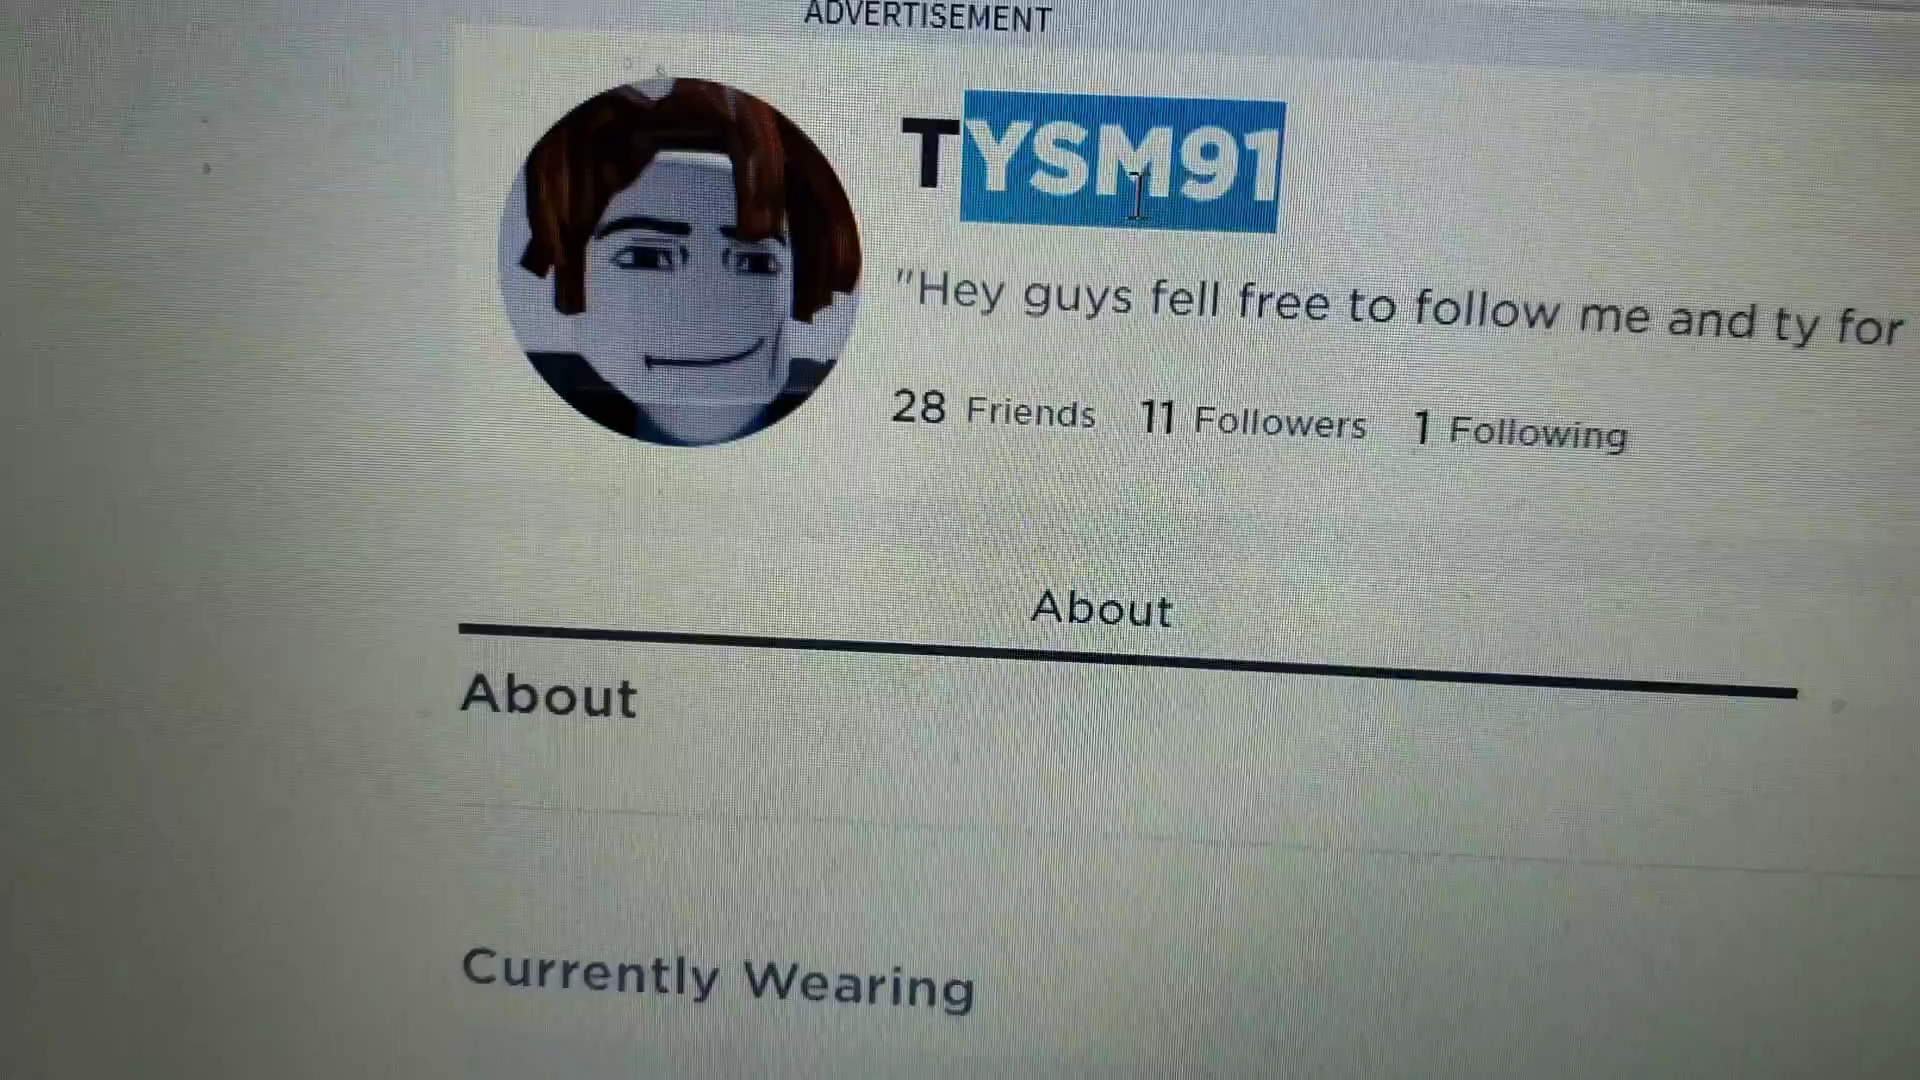 ADVERTISEMENT
TYSM91
"Hey guys fell free to follow me and ty for
28 Friends 11 Followers 1 Following
About
About
Currently Wearing